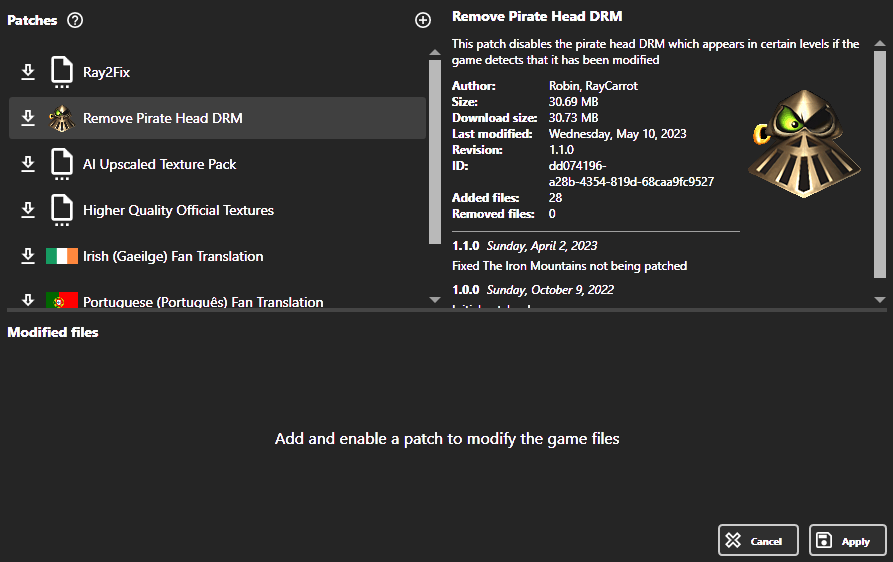 Patches
Ray2Fix
Remove Pirate Head DRM
AI Upscaled Texture Pack
Higher Quality Official Textures
Irish (Gaeilge) Fan Translation
Portuguese (Português) Fan Translation
Remove Pirate Head DRM
This patch disables the pirate head DRM which appears in certain levels if the
game detects that it has been modified
Author: Robin, RayCarrot
Size: 30.69 MB
Download size: 30.73 MB
Last modified: Wednesday, May 10, 2023
Revision: 1.1.0
ID: dd074196-
a28b-4354-819d-68caa9fc9527
Added files: 28
Removed files: 0
1.1.0 Sunday, April 2, 2023
Fixed The Iron Mountains not being patched
1.0.0 Sunday, October 9, 2022
Modified files
Add and enable a patch to modify the game files
Cancel
Apply